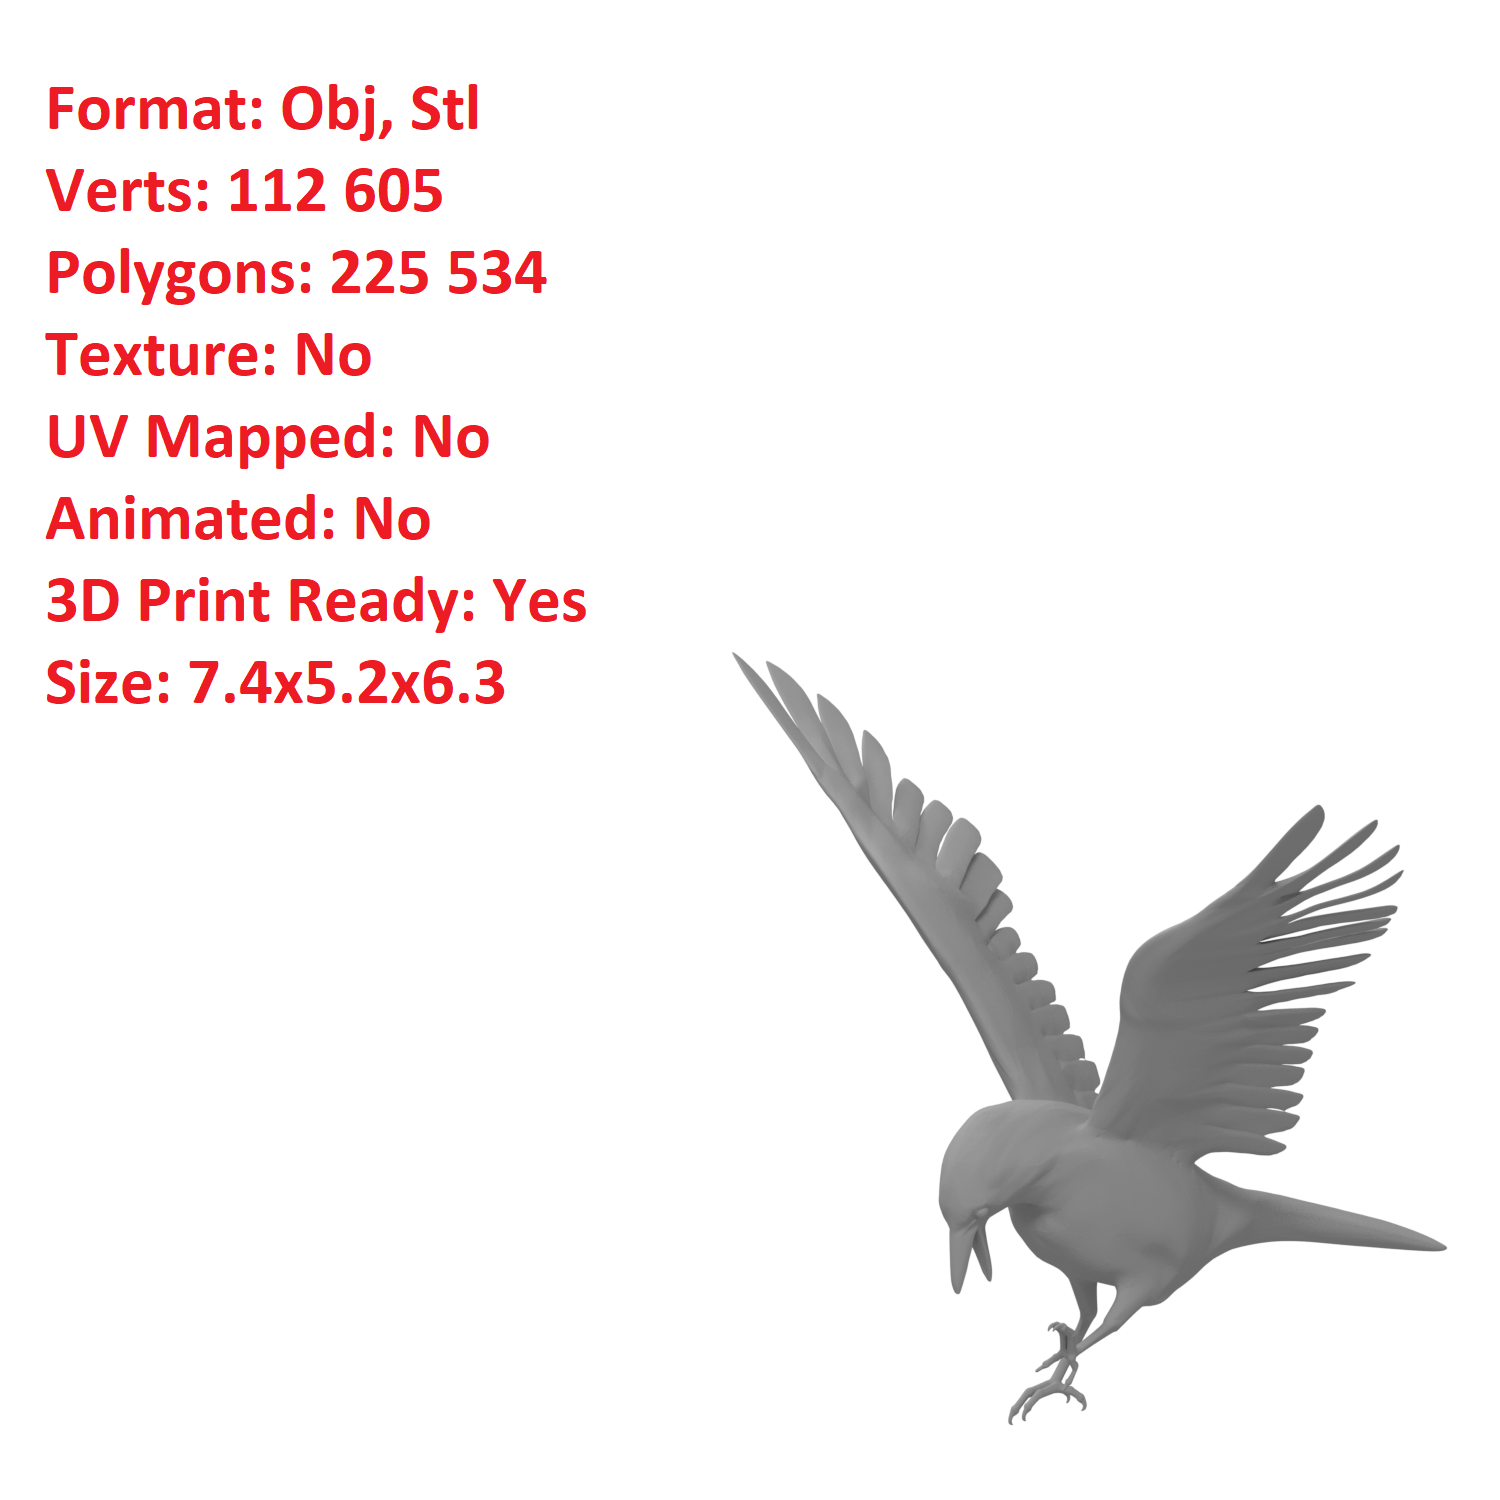 Format: Obj, Stl
Verts: 112 605
Polygons: 225 534
Texture: No
UV Mapped: No
Animated: No
3D Print Ready: Yes
Size: 7.4x5.2x6.3